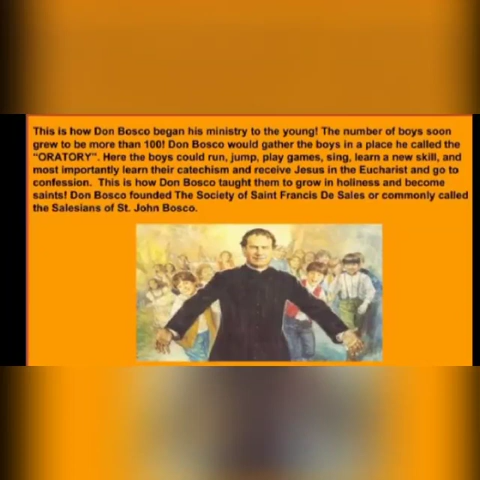 This is how Don Bosco began his ministry to the young! The number of boys soon
grew to be more than 100! Don Bosco would gather the boys in a place he called the
“ORATORY”. Here the boys could run, jump, play games, sing, learn a new skill, and
most importantly learn their catechism and receive Jesus in the Eucharist and go to
confession.  This is how Don Bosco taught them to grow in holiness and become
saints! Don Bosco founded The Society of Saint Francis De Sales or commonly called
the Salesians of St. John Bosco.